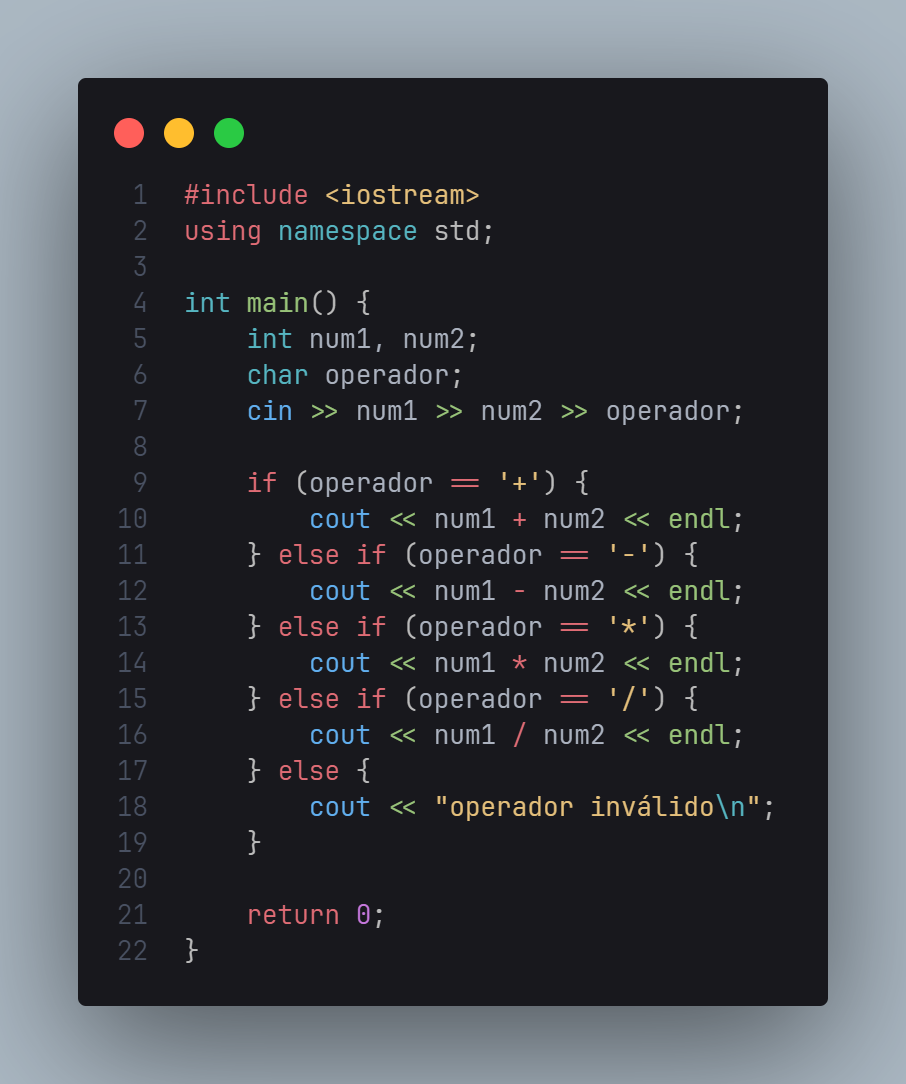 1 #include <iostream>
2 using namespace std;
3
4 int main() {
5     int num1, num2;
6     char operador;
7     cin >> num1 >> num2 >> operador;
8
9     if (operador == '+') {
10         cout << num1 + num2 << endl;
11     } else if (operador == '-') {
12         cout << num1 - num2 << endl;
13     } else if (operador == '*') {
14         cout << num1 * num2 << endl;
15     } else if (operador == '/') {
16         cout << num1 / num2 << endl;
17     } else {
18         cout << "operador inválido\n";
19     }
20
21     return 0;
22 }